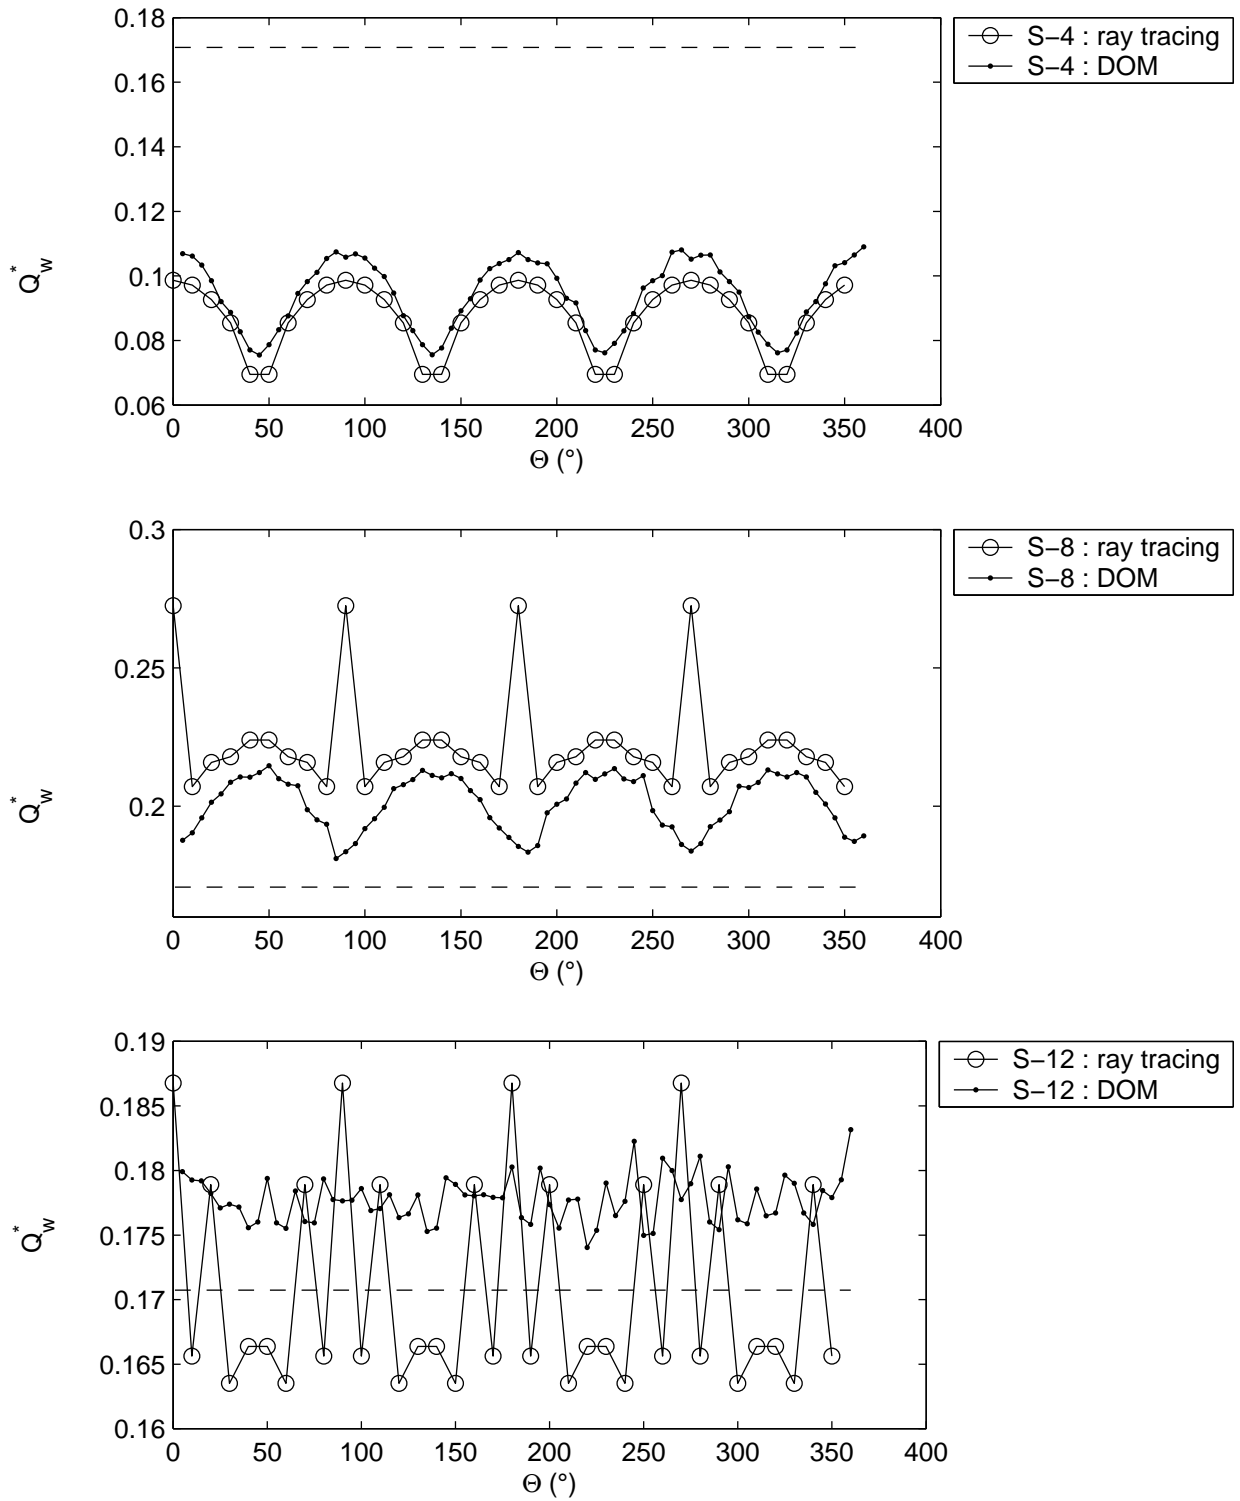 0.18
0.16
0.14
0.12
0.1
0.08
0.06
Q*w
0 50 100 150 200 250 300 350 400
Θ (°)
S−4 : ray tracing
S−4 : DOM
0.3
0.25
0.2
Q*w
0 50 100 150 200 250 300 350 400
Θ (°)
S−8 : ray tracing
S−8 : DOM
0.19
0.185
0.18
0.175
0.17
0.165
0.16
Q*w
0 50 100 150 200 250 300 350 400
Θ (°)
S−12 : ray tracing
S−12 : DOM